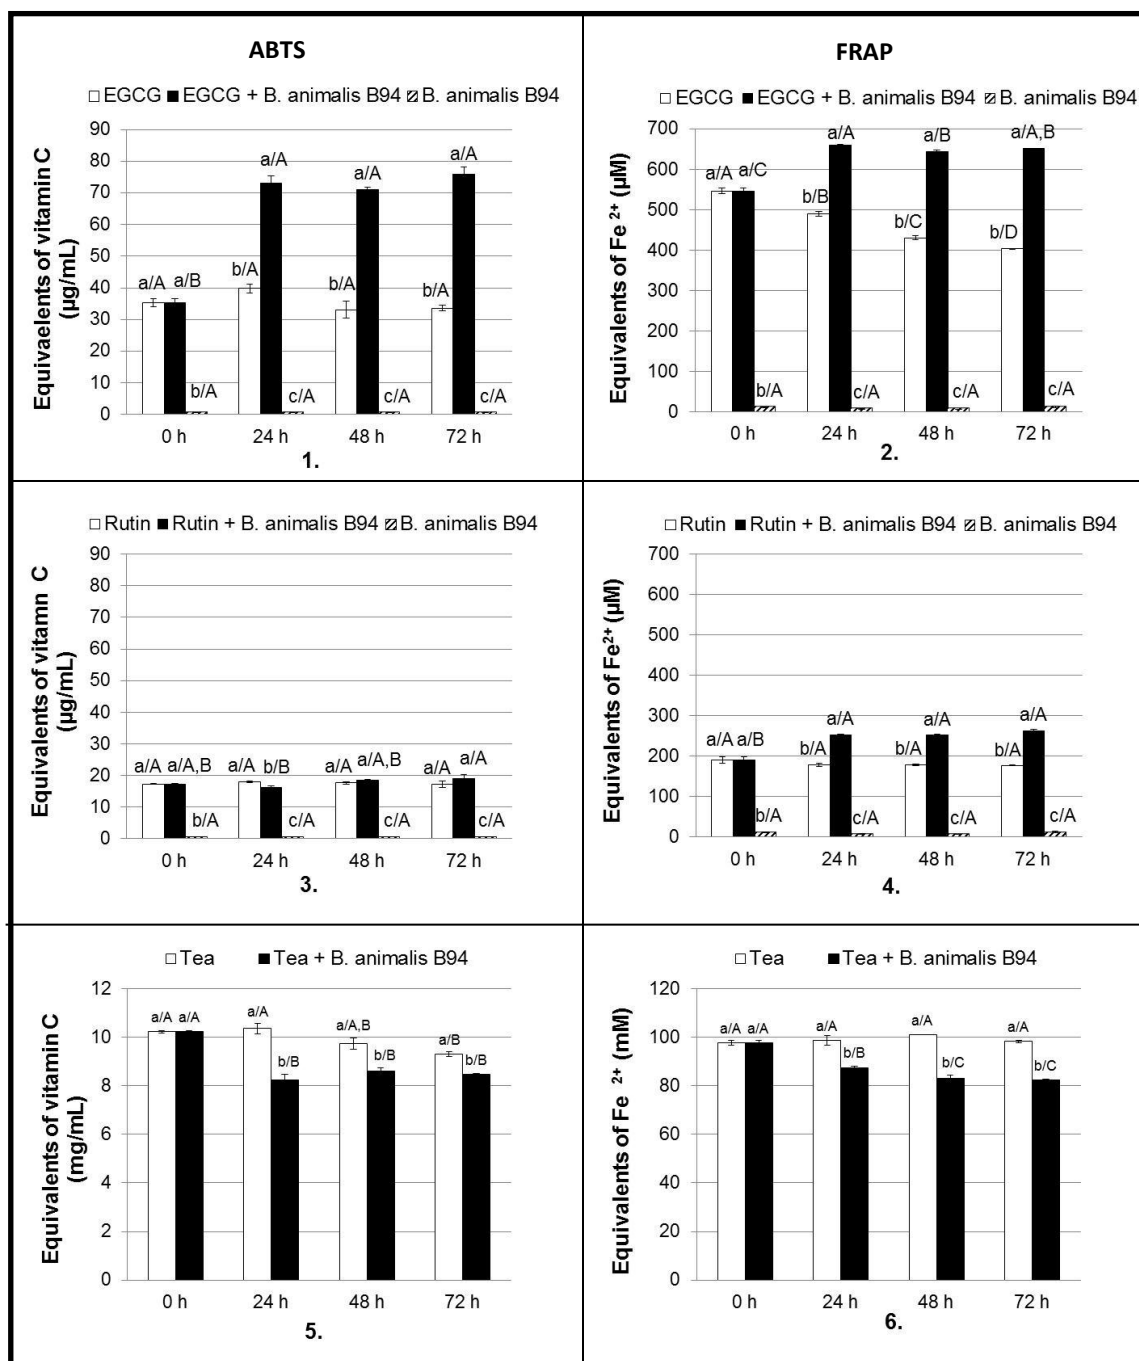 ABTS
EGCG EGCG + B. animalis B94 B. animalis B94
Equivaelents of vitamin C
(µg/mL)
90
80
70
60
50
40
30
20
10
0
a/A a/B b/A
b/A a/A c/A
b/A a/A c/A
b/A a/A c/A
0 h 24 h 48 h 72 h
1.
FRAP
EGCG EGCG + B. animalis B94 B. animalis B94
Equivalents of Fe 2+ (µM)
700
600
500
400
300
200
100
0
a/A a/C b/A
b/B a/A c/A
b/C a/B c/A
b/D a/A,B c/A
0 h 24 h 48 h 72 h
2.
Rutin Rutin + B. animalis B94 B. animalis B94
Equivalents of vitamn C
(µg/mL)
90
80
70
60
50
40
30
20
10
0
a/A a/A,B b/A
a/A b/B c/A
a/A a/A,B c/A
a/A a/A c/A
0 h 24 h 48 h 72 h
3.
Rutin Rutin + B. animalis B94 B. animalis B94
Equivalents of Fe2+ (µM)
700
600
500
400
300
200
100
0
a/A a/B b/A
b/A a/A c/A
b/A a/A c/A
b/A a/A c/A
0 h 24 h 48 h 72 h
4.
Tea Tea + B. animalis B94
Equivalents of vitamin C
(mg/mL)
12
10
8
6
4
2
0
a/A a/A
a/A b/B
a/A,B b/B
a/B b/B
0 h 24 h 48 h 72 h
5.
Tea Tea + B. animalis B94
Equivalents of Fe 2+ (mM)
120
100
80
60
40
20
0
a/A a/A
a/A b/B
a/A b/C
a/A b/C
0 h 24 h 48 h 72 h
6.